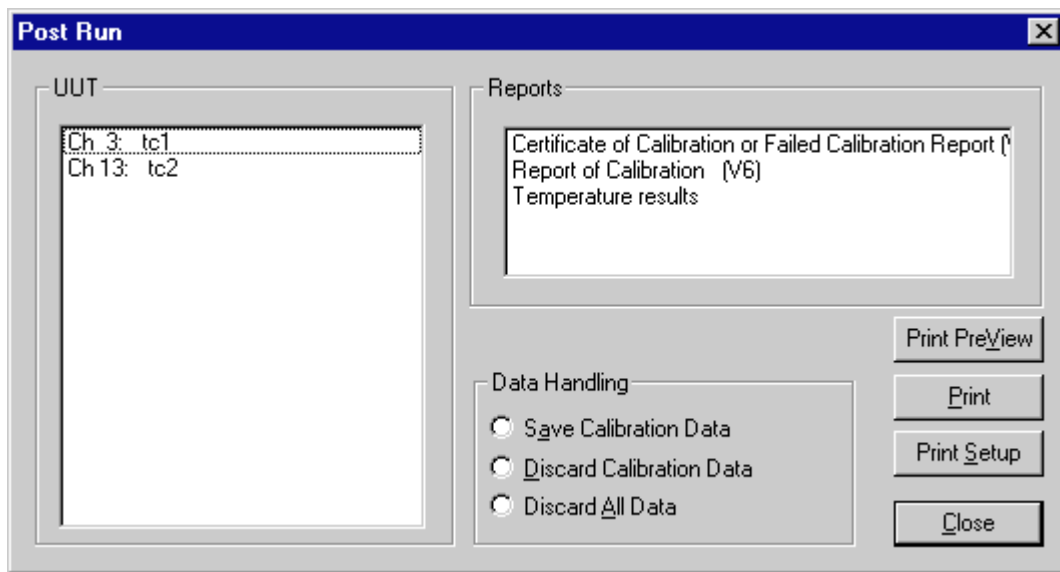 Post Run
UUT
Ch 3: tc1
Ch 13: tc2
Reports
Certificate of Calibration or Failed Calibration Report (
Report of Calibration (V6)
Temperature results
Print PreView
Data Handling
Save Calibration Data
Discard Calibration Data
Discard All Data
Print
Print Setup
Close